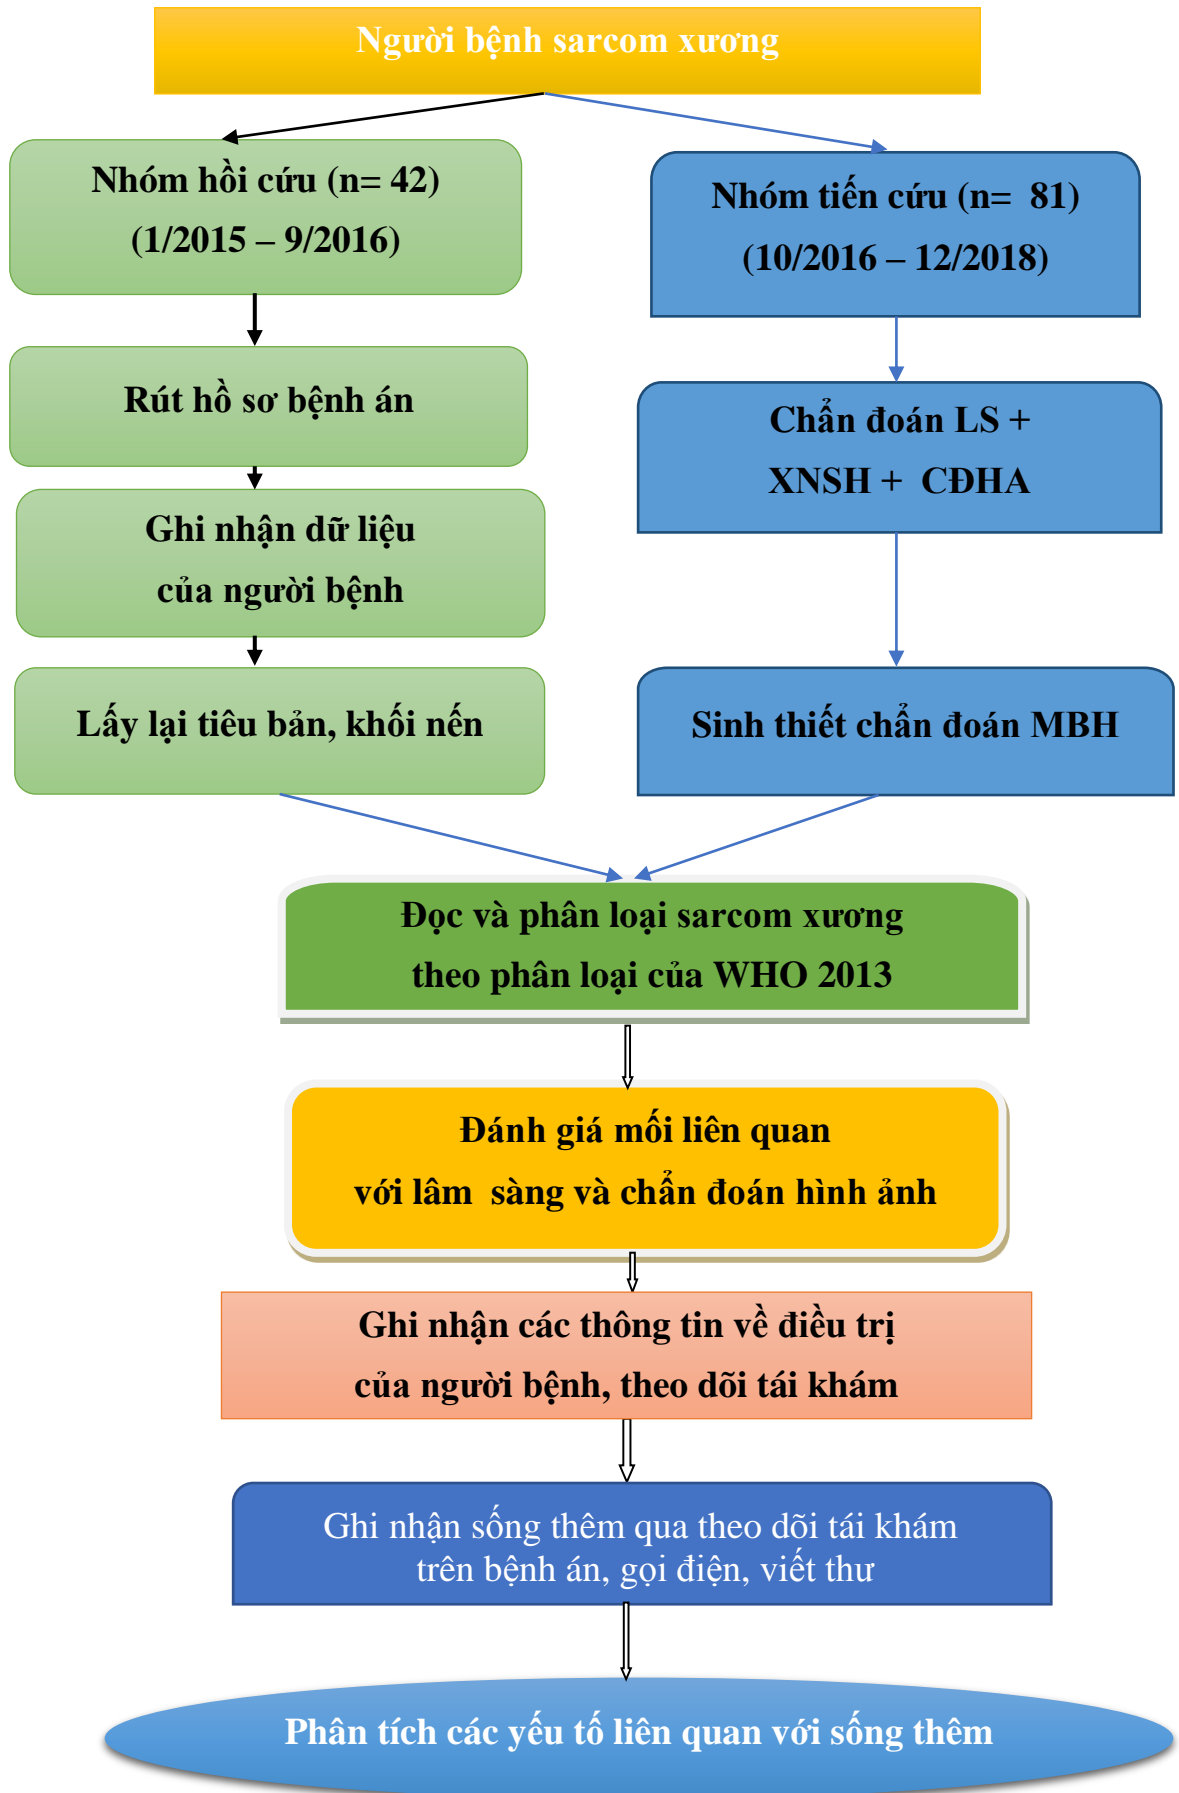 Người bệnh sarcom xương
Nhóm hồi cứu (n= 42)
(1/2015 – 9/2016)
Rút hồ sơ bệnh án
Ghi nhận dữ liệu
của người bệnh
Lấy lại tiêu bản, khối nến
Nhóm tiến cứu (n= 81)
(10/2016 – 12/2018)
Chẩn đoán LS +
XNSH + CĐHA
Sinh thiết chẩn đoán MBH
Đọc và phân loại sarcom xương
theo phân loại của WHO 2013
Đánh giá mối liên quan
với lâm sàng và chẩn đoán hình ảnh
Ghi nhận các thông tin về điều trị
của người bệnh, theo dõi tái khám
Ghi nhận sống thêm qua theo dõi tái khám
trên bệnh án, gọi điện, viết thư
Phân tích các yếu tố liên quan với sống thêm